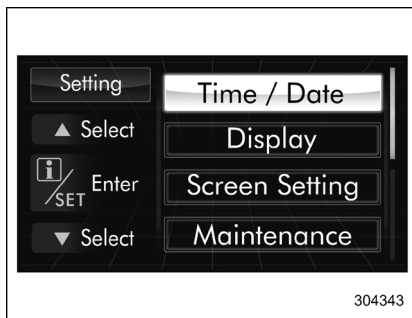 Setting
▲ Select
i/SET Enter
▼ Select
Time / Date
Display
Screen Setting
Maintenance
304343